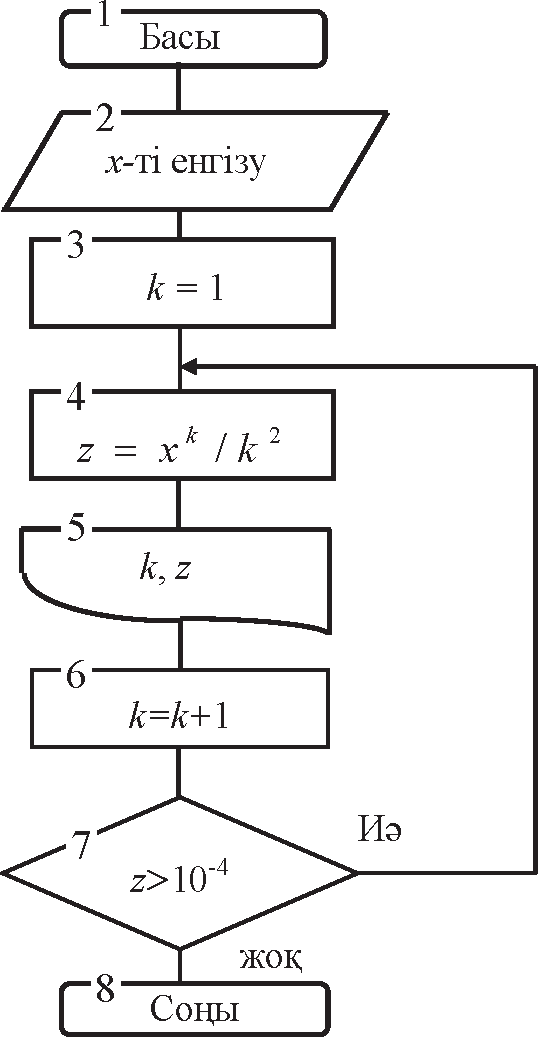 1
Басы
2
x-ті енгізу
3
k = 1
4
z = x^k / k^2
5
k, z
6
k=k+1
7
Иә
z>10^-4
жоқ
8
Соңы